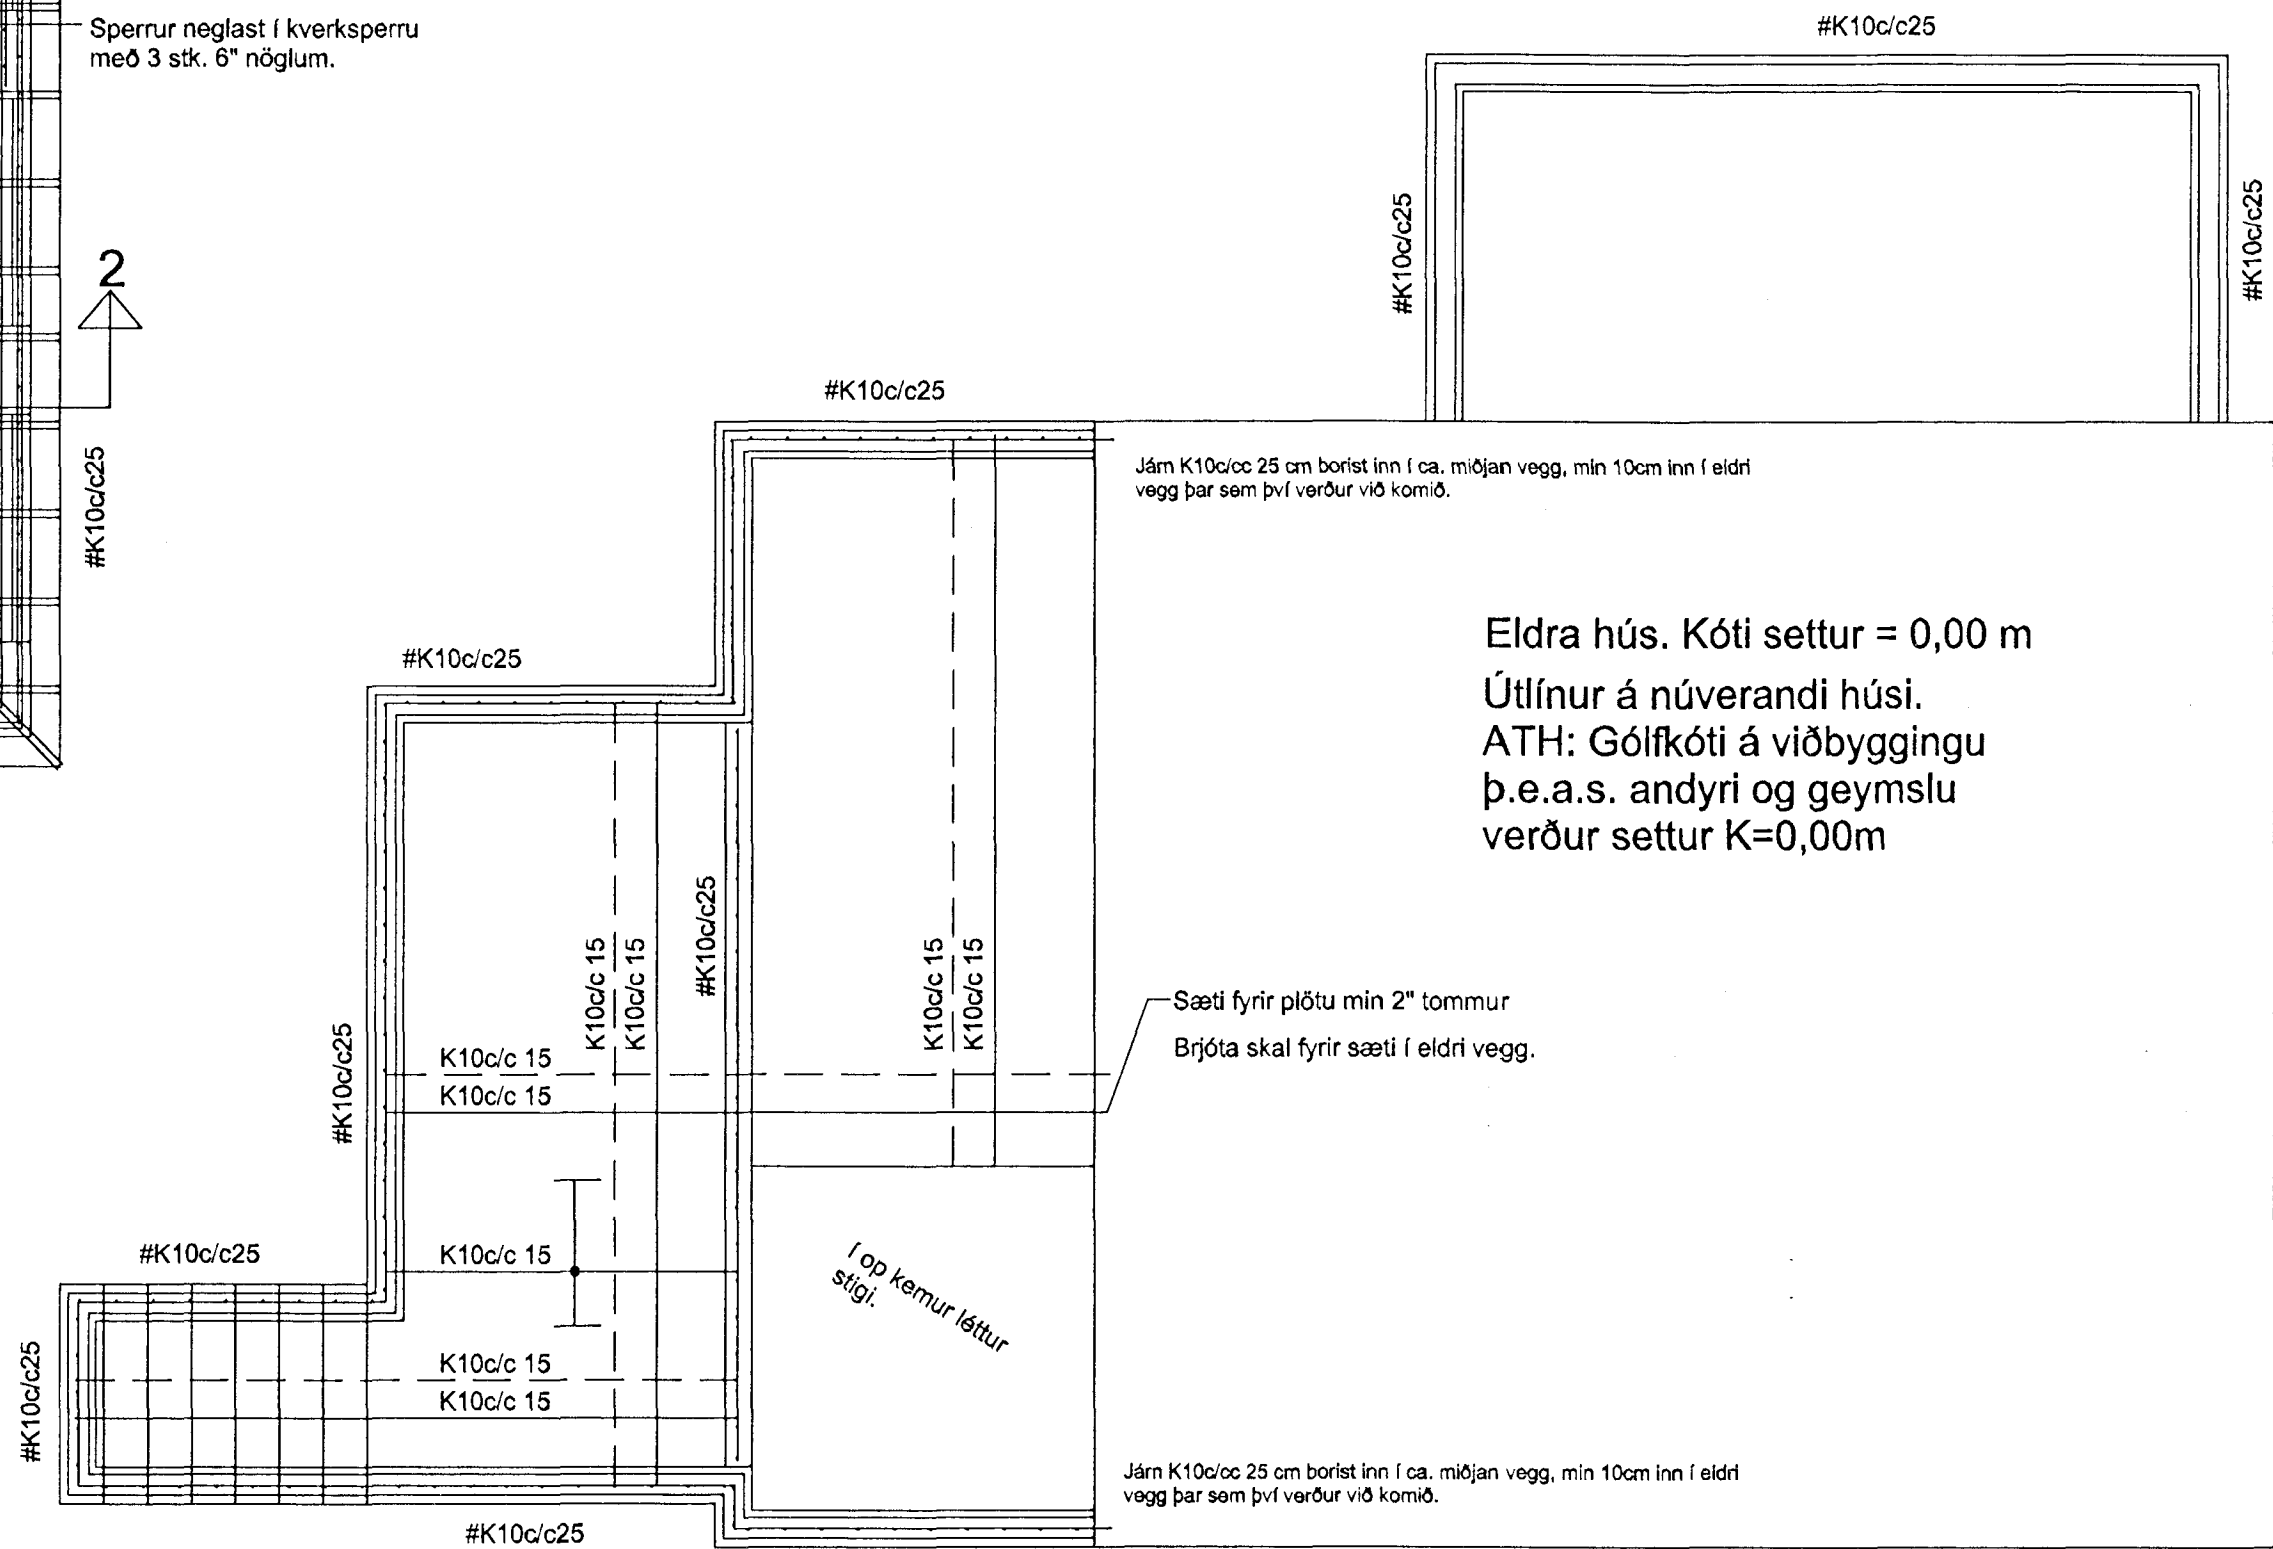 Sperrur neglast í kverksperru
með 3 stk. 6" nöglum.
#K10c/c25
#K10c/c25
#K10c/c25
2
#K10c/c25
#K10c/c25
Járn K10c/cc 25 cm borist inn í ca. miðjan vegg, min 10cm inn í eldri
vegg þar sem því verður við komið.
Eldra hús. Kóti settur = 0,00 m
Útlínur á núverandi húsi.
ATH: Gólfkóti á viðbyggingu
þ.e.a.s. andyri og geymslu
verður settur K=0,00m
#K10c/c25
#K10c/c25
K10c/c 15
K10c/c 15
K10c/c 15
K10c/c 15
Sæti fyrir plötu min 2" tommur
Brjóta skal fyrir sæti í eldri vegg.
#K10c/c25
K10c/c 15
K10c/c 15
K10c/c 15
#K10c/c25
Í op kemur léttur
stigi.
#K10c/c25
K10c/c 15
K10c/c 15
Járn K10c/cc 25 cm borist inn í ca. miðjan vegg, min 10cm inn í eldri
vegg þar sem því verður við komið.
#K10c/c25